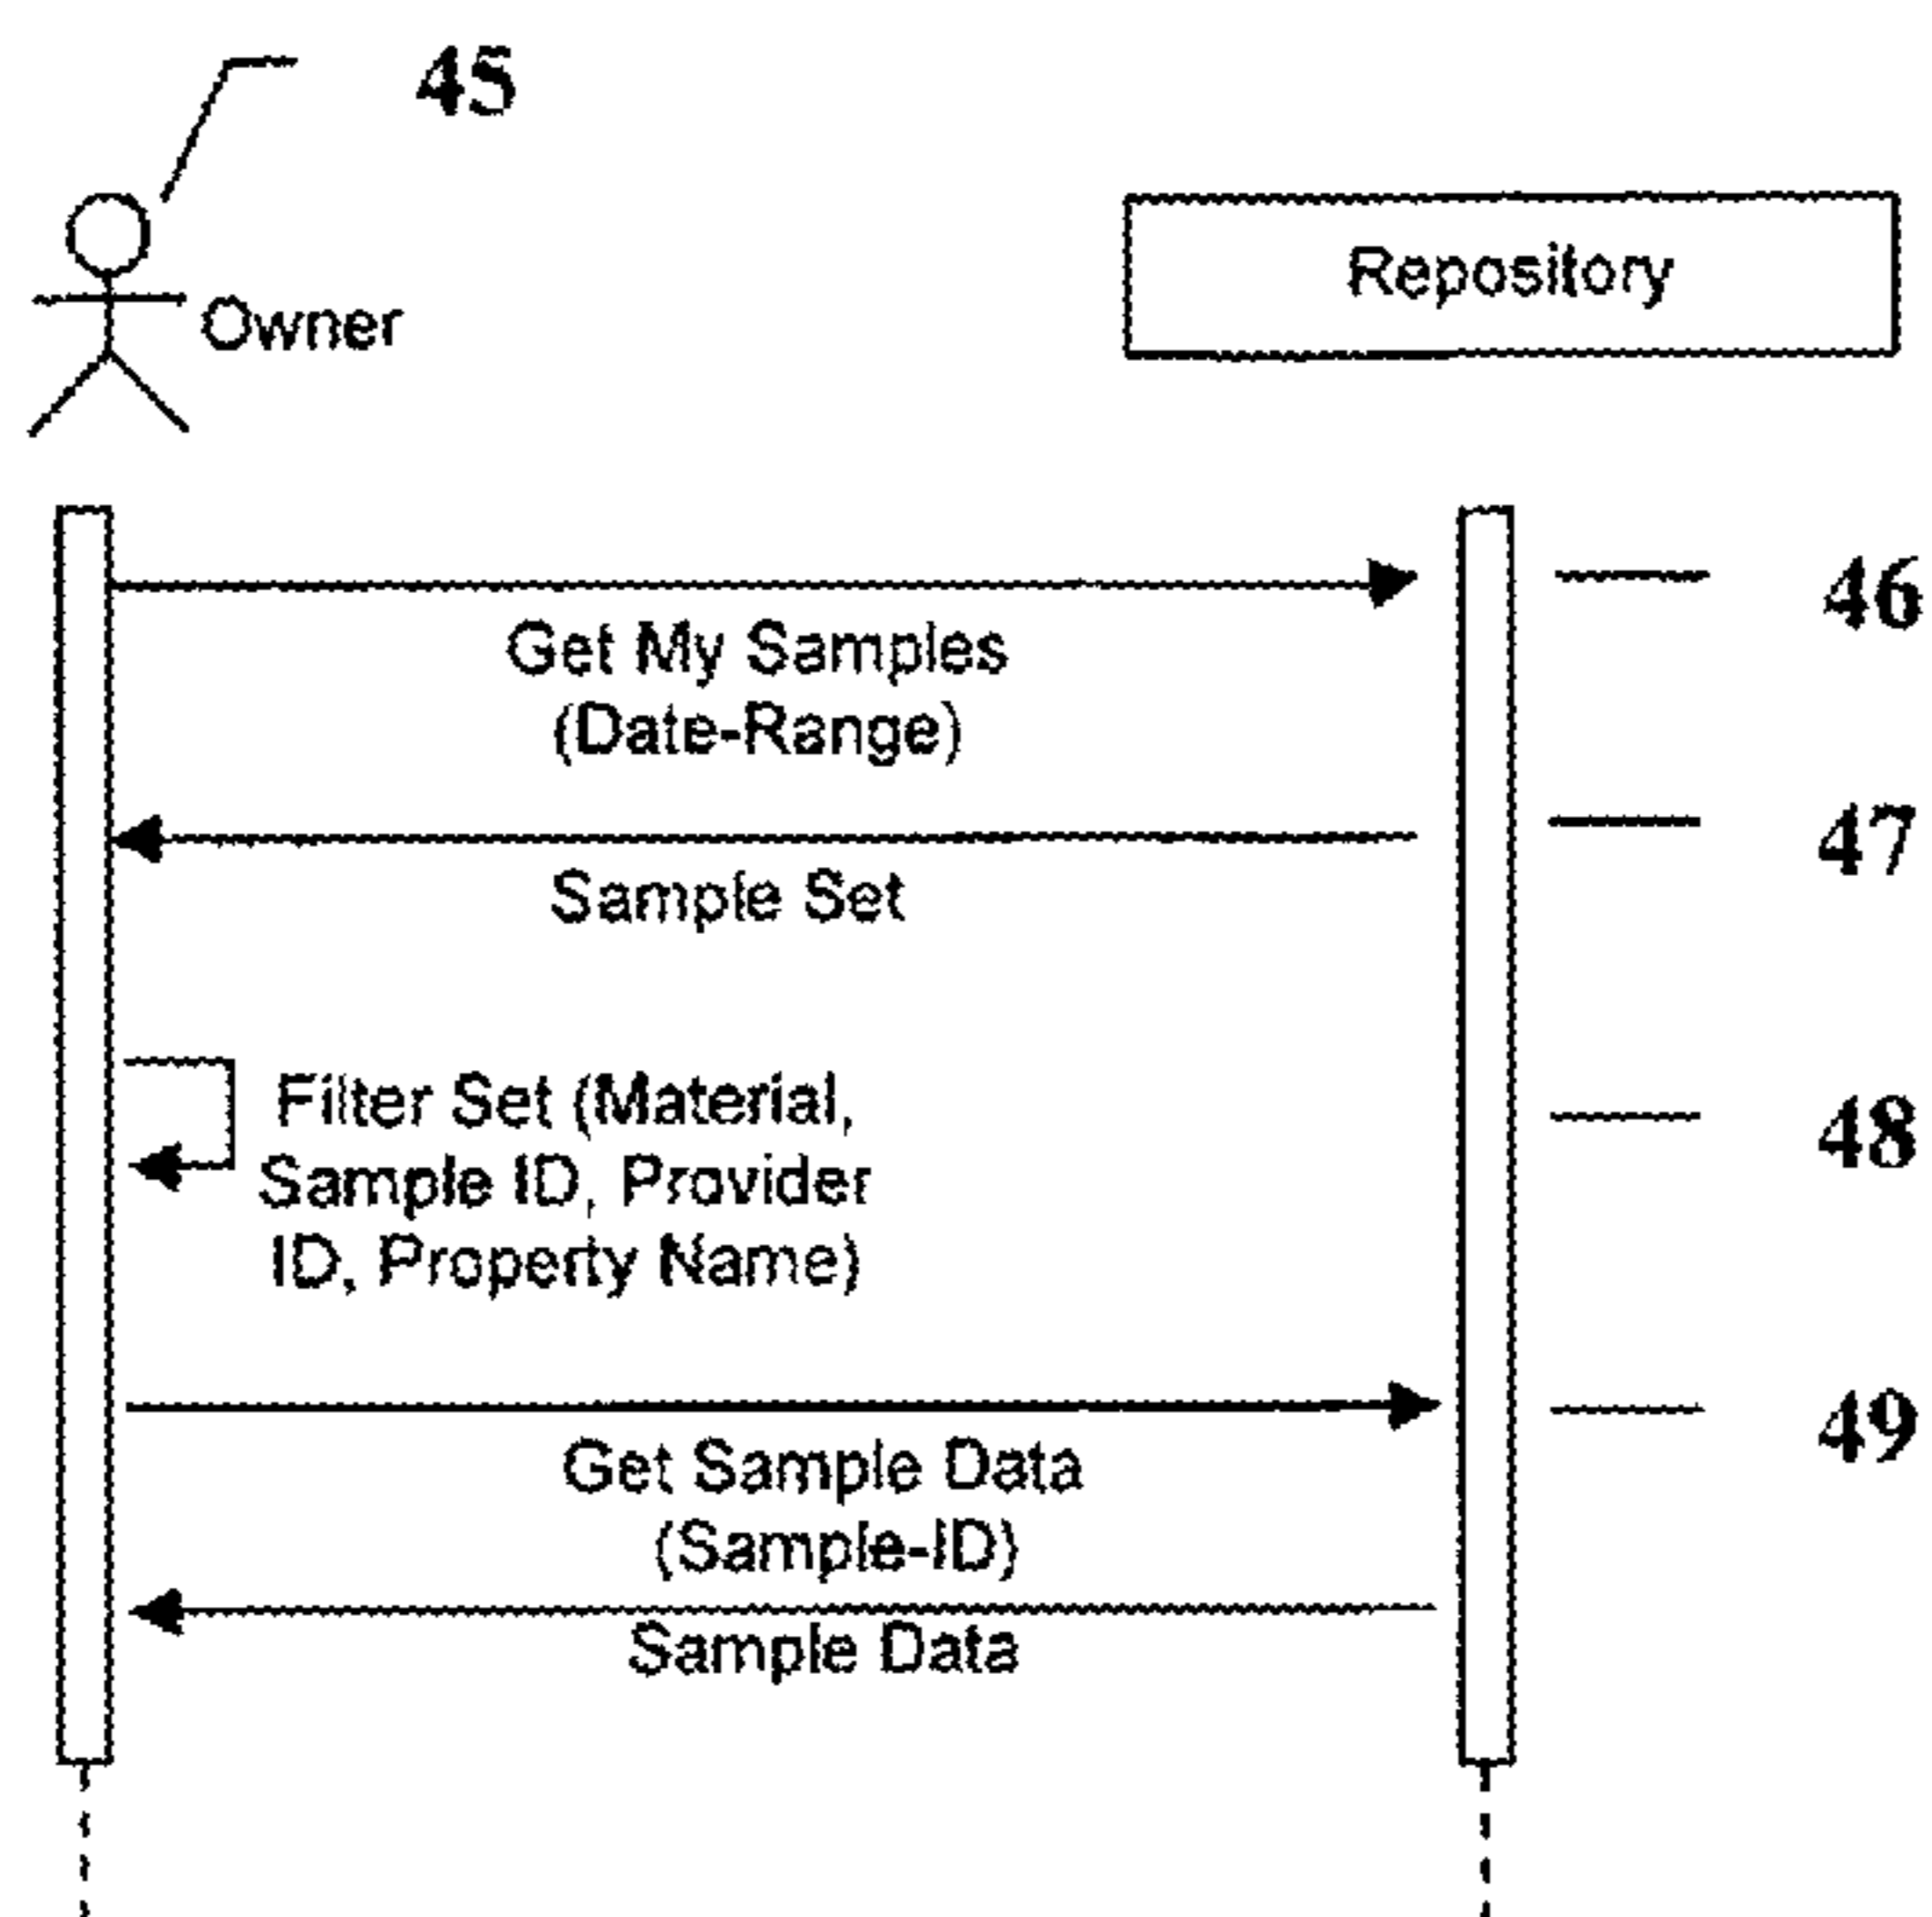 45
Owner
Repository
46
Get My Samples
(Date-Range)
47
Sample Set
48
Filter Set (Material,
Sample ID, Provider
ID, Property Name)
49
Get Sample Data
(Sample-ID)
Sample Data